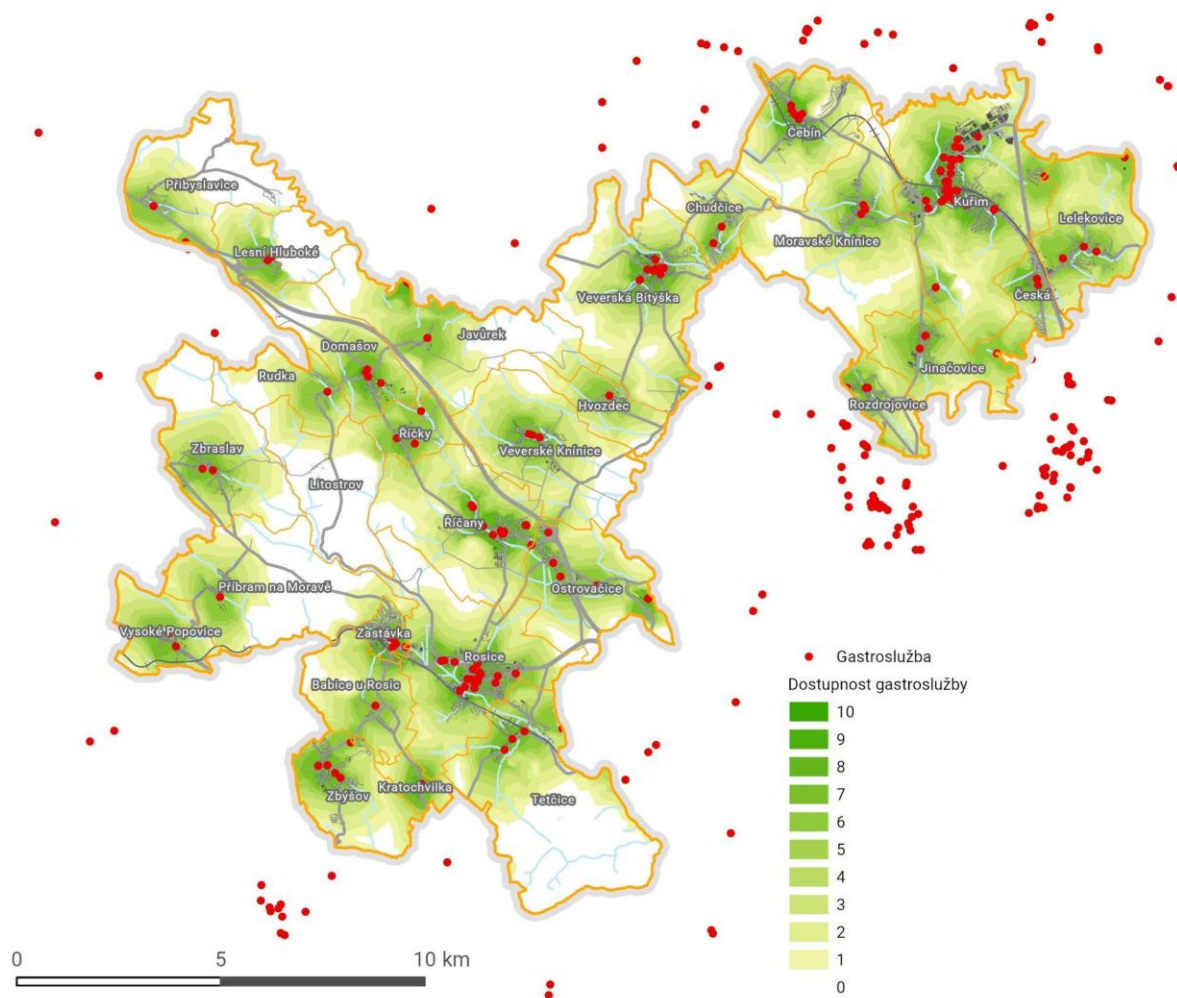 Čebín
Přibyslavice
Kuřim
Chudčice
Lelekovice
Moravské Knínice
Lesní Hluboké
Veverská Bítýška
Česká
Javůrek
Domašov
Jinačovice
Rudka
Hvozdec
Rozdrojovice
Říčky
Zbraslav
Veverské Knínice
Litostrov
Říčany
Příbram na Moravě
Ostrovačice
Vysoké Popovice
Zastávka
Rosice
Babice u Rosic
Kratochvilka
Zbýšov
Tetčice
Gastroslužba
Dostupnost gastroslužby
10
9
8
7
6
5
4
3
2
1
0
0 5 10 km